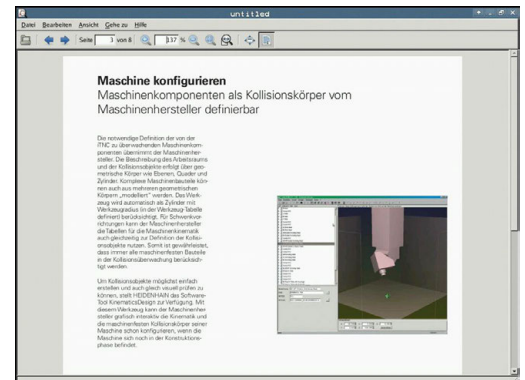 untitled
Datei Bearbeiten Ansicht Gehe zu Hilfe
Seite 3 von 8 137 %
Maschine konfigurieren
Maschinenkomponenten als Kollisionskörper vom
Maschinenhersteller definierbar
Die notwendige Definition der von der
iTNC zu überwachenden Maschinenkom-
ponenten übernimmt der Maschinenher-
steller. Die Beschreibung des Arbeitsraums
und der Kollisionsobjekte erfolgt über geo-
metrische Körper wie Ebenen, Quader und
Zylinder. Komplexe Maschinenbauteile kön-
nen auch aus mehreren geometrischen
Körpern „modelliert" werden. Das Werk-
zeug wird automatisch als Zylinder mit
Werkzeugradius (in der Werkzeug-Tabelle
definiert) berücksichtigt. Für Schwenkvor-
richtungen kann der Maschinenhersteller
die Tabellen für die Maschinenkinematik
auch gleichzeitig zur Definition der Kollisi-
onsobjekte nutzen. Somit ist gewährleistet,
dass immer alle maschinenfesten Bauteile
in der Kollisionsüberwachung berücksich-
tigt werden.
Um Kollisionsobjekte möglichst einfach
erstellen und auch gleich visuell prüfen zu
können, stellt HEIDENHAIN das Software-
Tool KinematicsDesign zur Verfügung. Mit
diesem Werkzeug kann der Maschinenher-
steller grafisch interaktiv die Kinematik und
die maschinenfesten Kollisionskörper seiner
Maschine schon konfigurieren, wenn die
Maschine sich noch in der Konstruktions-
phase befindet.